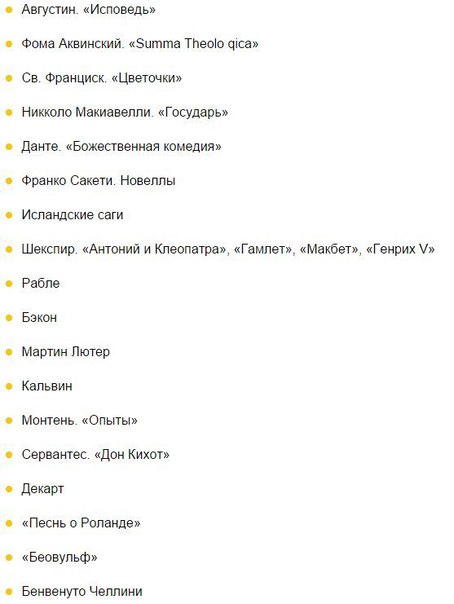 Августин. «Исповедь»
Фома Аквинский. «Summa Theolo qica»
Св. Франциск. «Цветочки»
Никколо Макиавелли. «Государь»
Данте. «Божественная комедия»
Франко Сакети. Новеллы
Исландские саги
Шекспир. «Антоний и Клеопатра», «Гамлет», «Макбет», «Генрих V»
Рабле
Бэкон
Мартин Лютер
Кальвин
Монтень. «Опыты»
Сервантес. «Дон Кихот»
Декарт
«Песнь о Роланде»
«Беовульф»
Бенвенуто Челлини